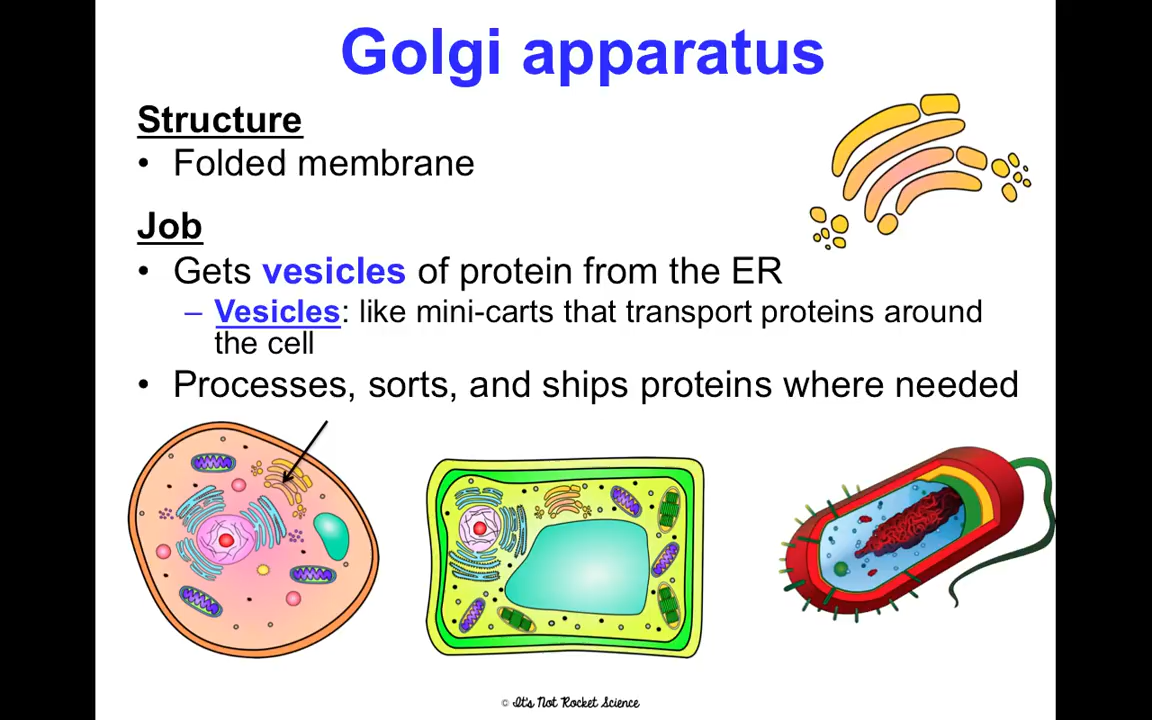 Golgi apparatus
Structure
• Folded membrane
Job
• Gets vesicles of protein from the ER
– Vesicles: like mini-carts that transport proteins around
the cell
• Processes, sorts, and ships proteins where needed
© It's Not Rocket Science